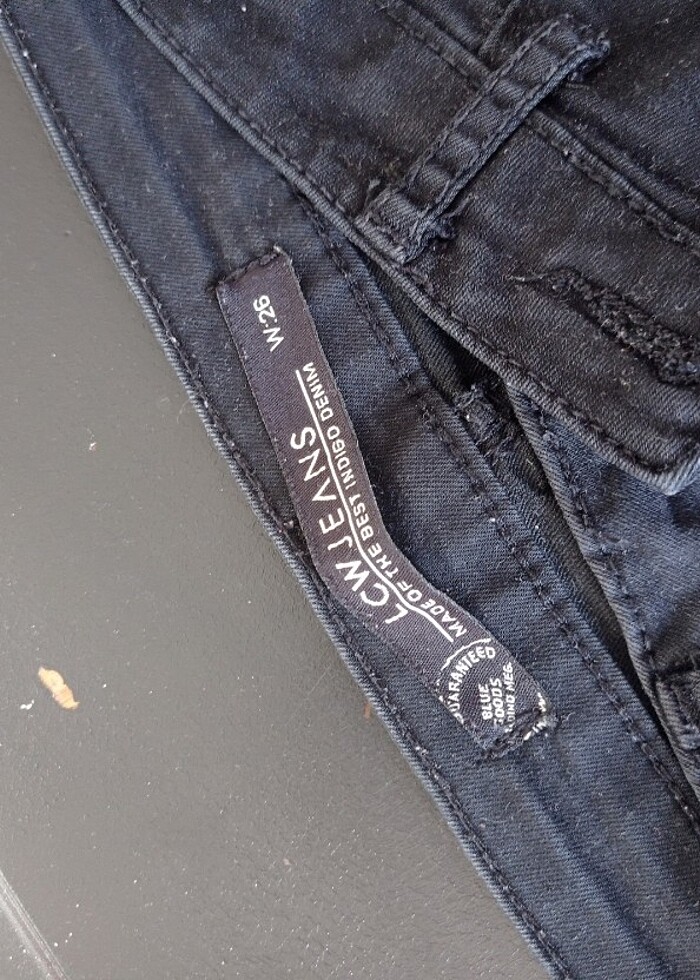 W:26
LCW JEANS
MADE OF THE BEST INDIGO DENIM
GUARANTEED
BLUE
GOODS